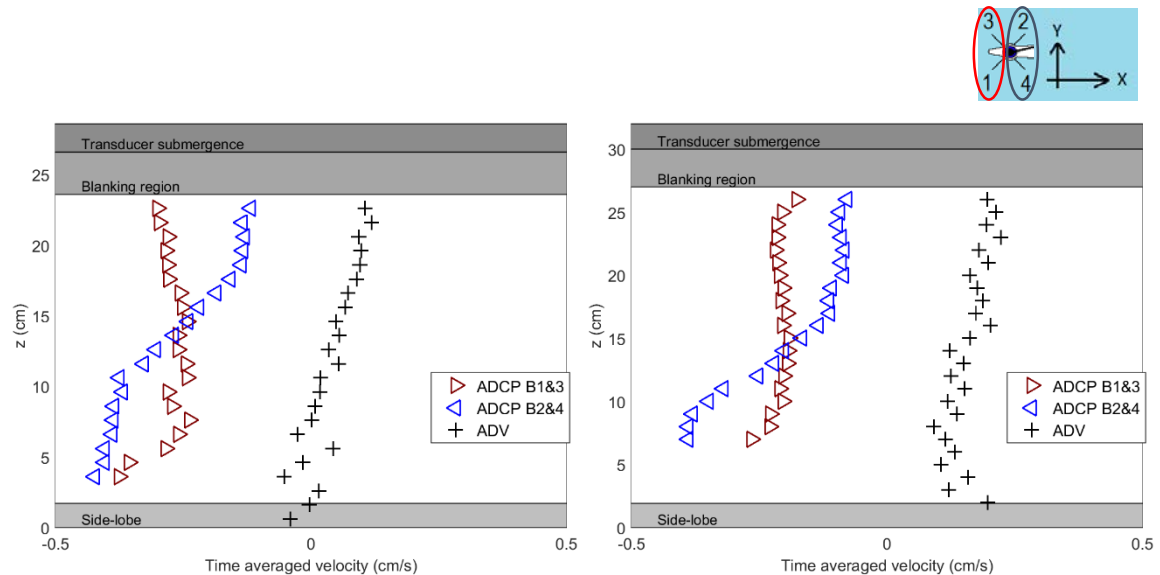 3 2
Y
1 4
X
Transducer submergence
Blanking region
Side-lobe
25
20
15
10
5
0
z (cm)
-0.5 0 0.5
Time averaged velocity (cm/s)
ADCP B1&3
ADCP B2&4
ADV
Transducer submergence
Blanking region
Side-lobe
30
25
20
15
10
5
0
z (cm)
-0.5 0 0.5
Time averaged velocity (cm/s)
ADCP B1&3
ADCP B2&4
ADV